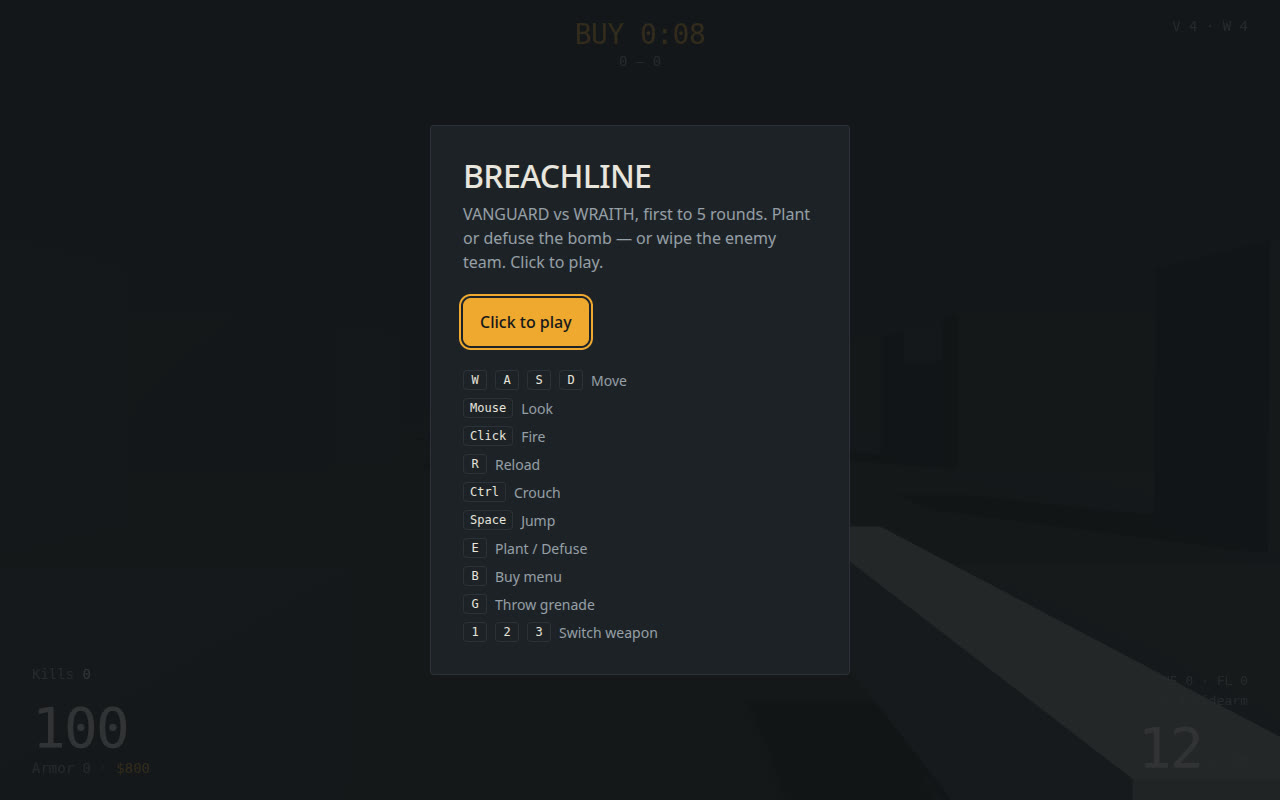 BUY 0:08
0 — 0
V 4 · W 4
BREACHLINE
VANGUARD vs WRAITH, first to 5 rounds. Plant
or defuse the bomb — or wipe the enemy
team. Click to play.
Click to play
W A S D Move
Mouse Look
Click Fire
R Reload
Ctrl Crouch
Space Jump
E Plant / Defuse
B Buy menu
G Throw grenade
1 2 3 Switch weapon
Kills 0
100
Armor 0 · $800
0 · FL 0
12